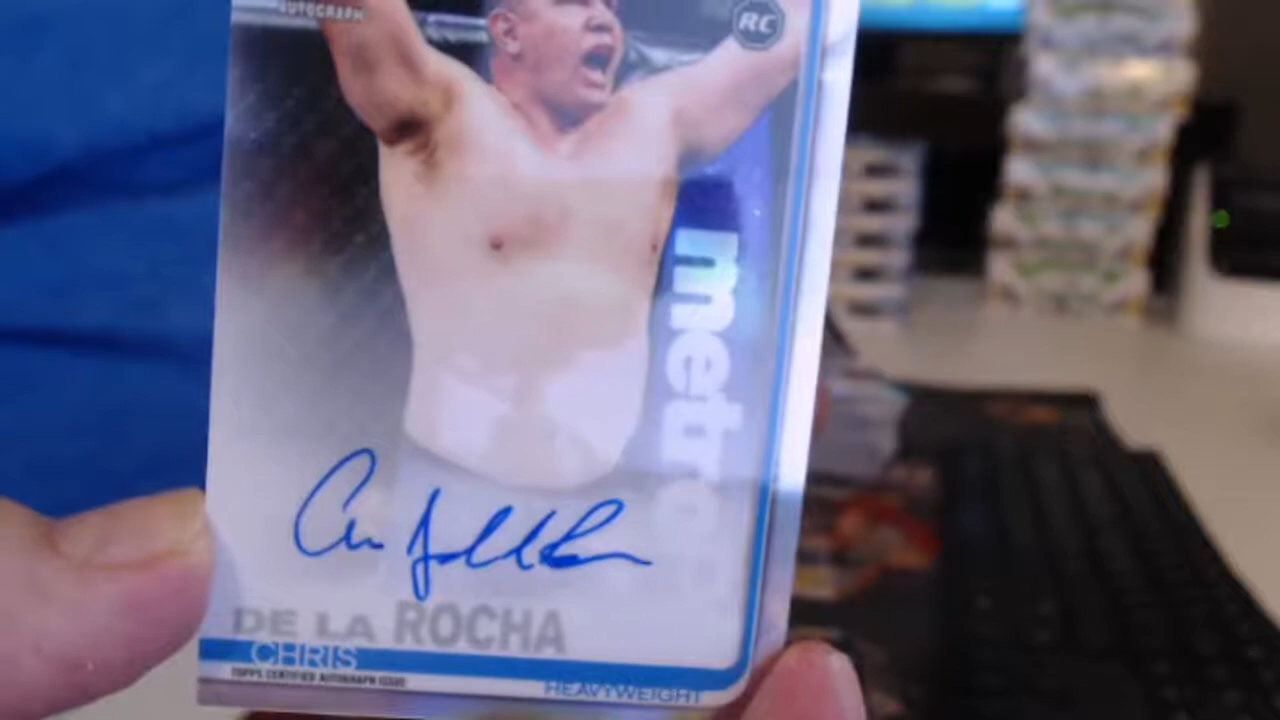 AUTOGRAPH
RC
metro
DE LA ROCHA
CHRIS
TOPPS CERTIFIED AUTOGRAPH ISSUE
HEAVYWEIGHT